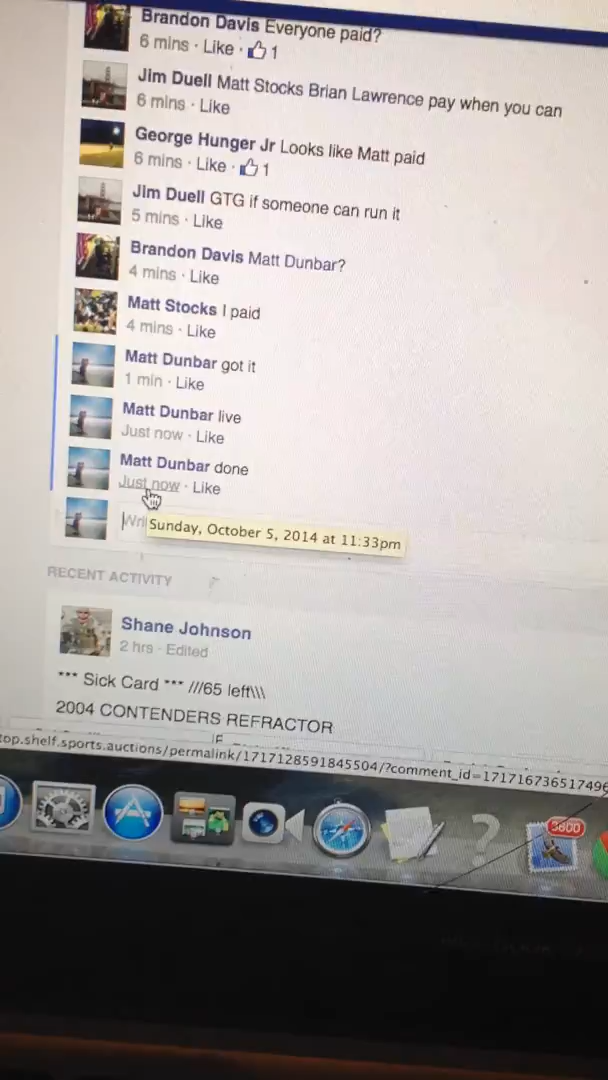 Brandon Davis Everyone paid?
6 mins · Like · 1
Jim Duell Matt Stocks Brian Lawrence pay when you can
6 mins · Like
George Hunger Jr Looks like Matt paid
6 mins · Like · 1
Jim Duell GTG if someone can run it
5 mins · Like
Brandon Davis Matt Dunbar?
4 mins · Like
Matt Stocks I paid
4 mins · Like
Matt Dunbar got it
1 min · Like
Matt Dunbar live
Just now · Like
Matt Dunbar done
Just now · Like
Sunday, October 5, 2014 at 11:33pm
RECENT ACTIVITY
Shane Johnson
2 hrs · Edited
*** Sick Card *** ///65 left\\\
2004 CONTENDERS REFRACTOR
top.shelf.sports.auctions/permalink/1717128591845504/?comment_id=171716736517496
3600